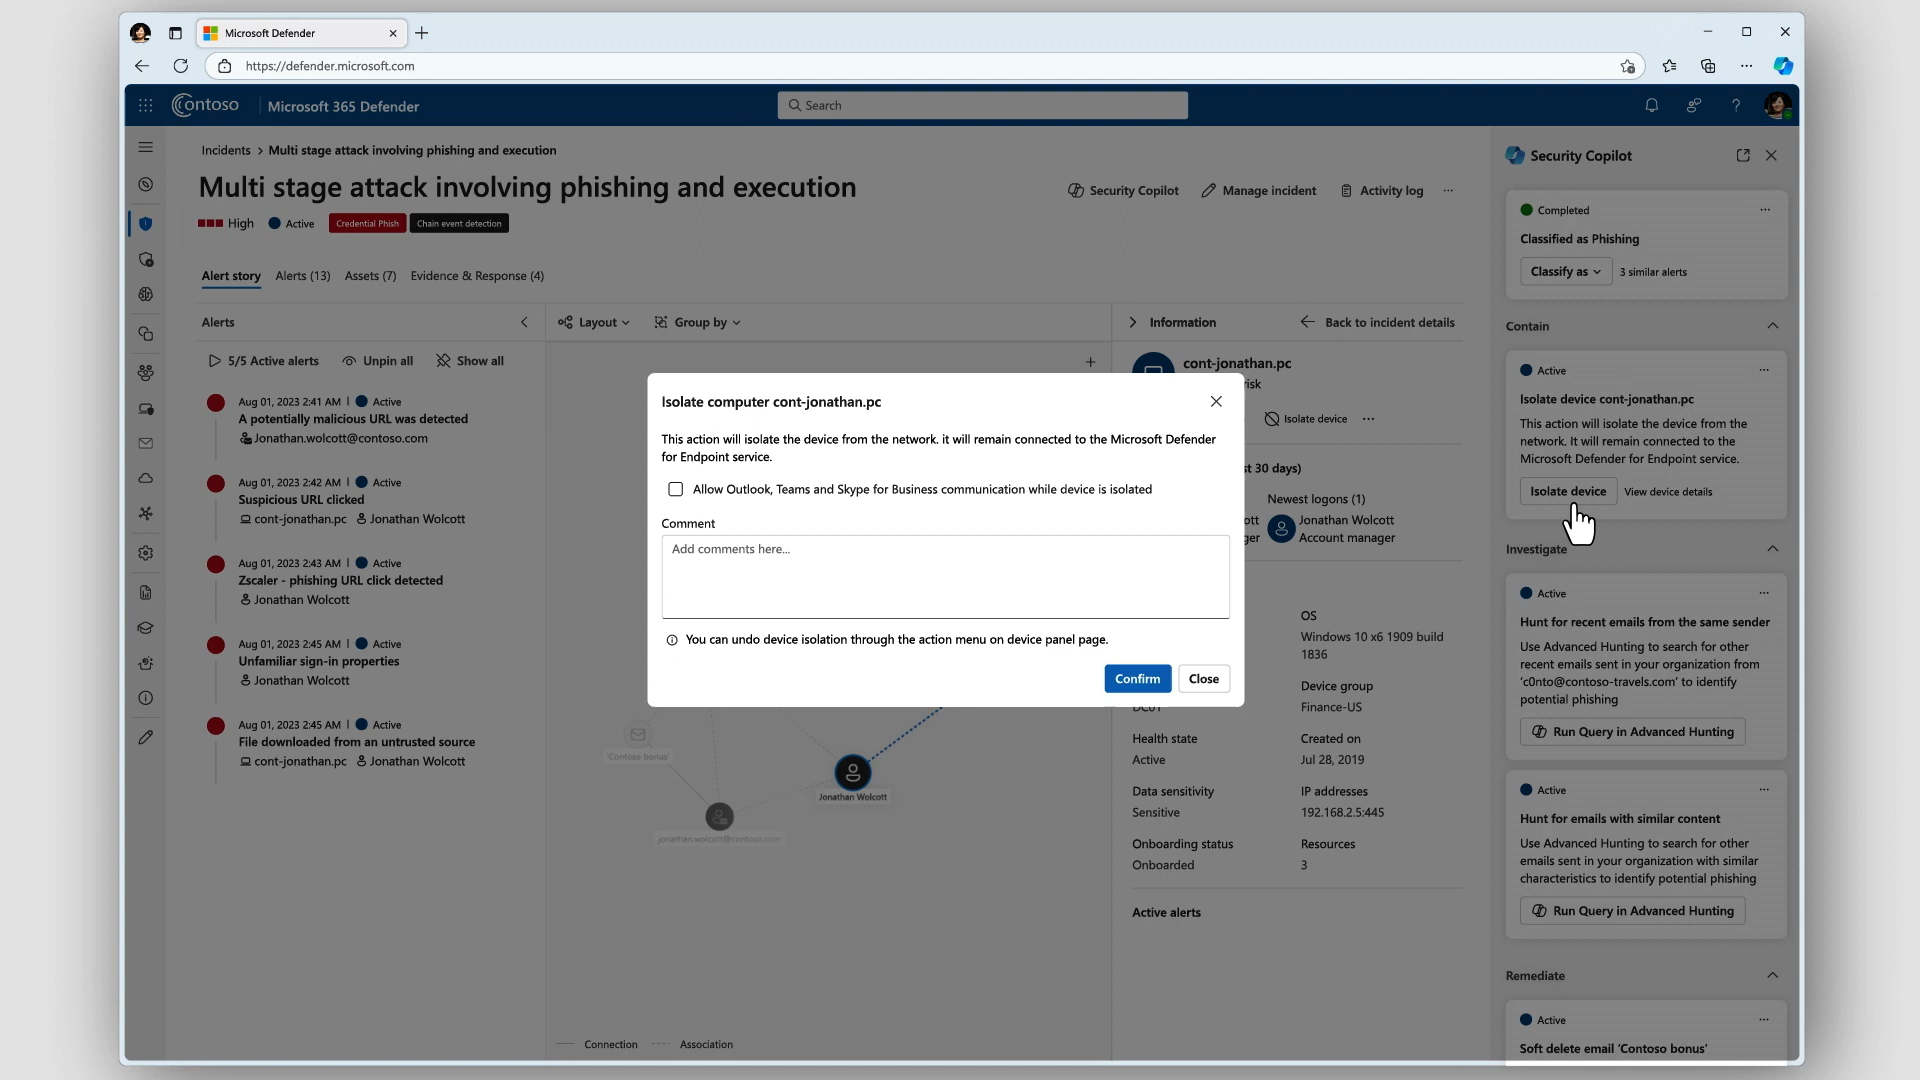 Microsoft Defender
https://defender.microsoft.com
Contoso
Microsoft 365 Defender
Search
Incidents > Multi stage attack involving phishing and execution
Multi stage attack involving phishing and execution
Security Copilot
Manage incident
Activity log
High
Active
Credential Phish
Chain event detection
Alert story
Alerts (13)
Assets (7)
Evidence & Response (4)
Alerts
5/5 Active alerts
Unpin all
Show all
Aug 01, 2023 2:41 AM | Active
A potentially malicious URL was detected
Jonathan.wolcott@contoso.com
Aug 01, 2023 2:42 AM | Active
Suspicious URL clicked
cont-jonathan.pc Jonathan Wolcott
Aug 01, 2023 2:43 AM | Active
Zscaler - phishing URL click detected
Jonathan Wolcott
Aug 01, 2023 2:45 AM | Active
Unfamiliar sign-in properties
Jonathan Wolcott
Aug 01, 2023 2:45 AM | Active
File downloaded from an untrusted source
cont-jonathan.pc Jonathan Wolcott
Layout
Group by
'Contoso bonus'
Jonathan Wolcott
jonathan.wolcott@contoso.com
Connection
Association
Isolate computer cont-jonathan.pc
This action will isolate the device from the network. it will remain connected to the Microsoft Defender
for Endpoint service.
Allow Outlook, Teams and Skype for Business communication while device is isolated
Comment
Add comments here...
You can undo device isolation through the action menu on device panel page.
Confirm
Close
Information
Back to incident details
cont-jonathan.pc
risk
Isolate device
st 30 days)
Newest logons (1)
Jonathan Wolcott
Account manager
OS
Windows 10 x6 1909 build
1836
Device group
Finance-US
Health state
Active
Created on
Jul 28, 2019
Data sensitivity
Sensitive
IP addresses
192.168.2.5:445
Onboarding status
Onboarded
Resources
3
Active alerts
Security Copilot
Completed
Classified as Phishing
Classify as
3 similar alerts
Contain
Active
Isolate device cont-jonathan.pc
This action will isolate the device from the
network. It will remain connected to the
Microsoft Defender for Endpoint service.
Isolate device
View device details
Investigate
Active
Hunt for recent emails from the same sender
Use Advanced Hunting to search for other
recent emails sent in your organization from
'c0nto@contoso-travels.com' to identify
potential phishing
Run Query in Advanced Hunting
Active
Hunt for emails with similar content
Use Advanced Hunting to search for other
emails sent in your organization with similar
characteristics to identify potential phishing
Run Query in Advanced Hunting
Remediate
Active
Soft delete email 'Contoso bonus'